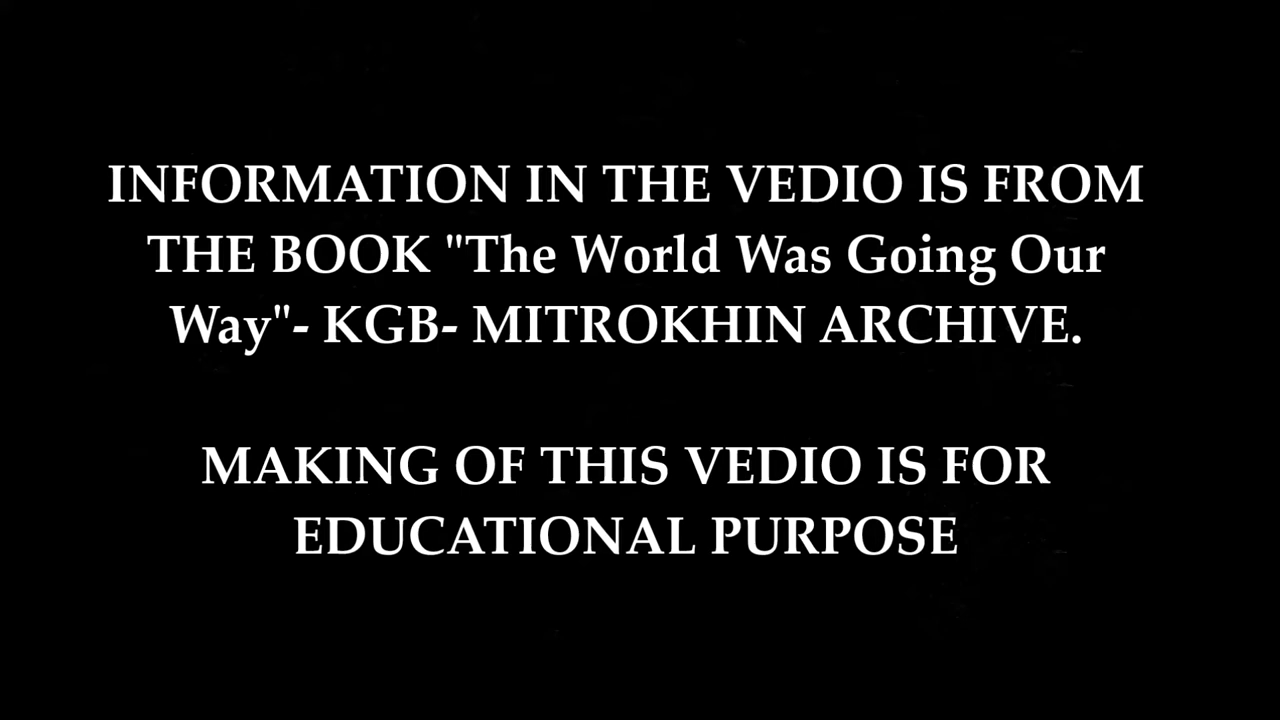 INFORMATION IN THE VEDIO IS FROM
THE BOOK "The World Was Going Our
Way"- KGB- MITROKHIN ARCHIVE.
MAKING OF THIS VEDIO IS FOR
EDUCATIONAL PURPOSE